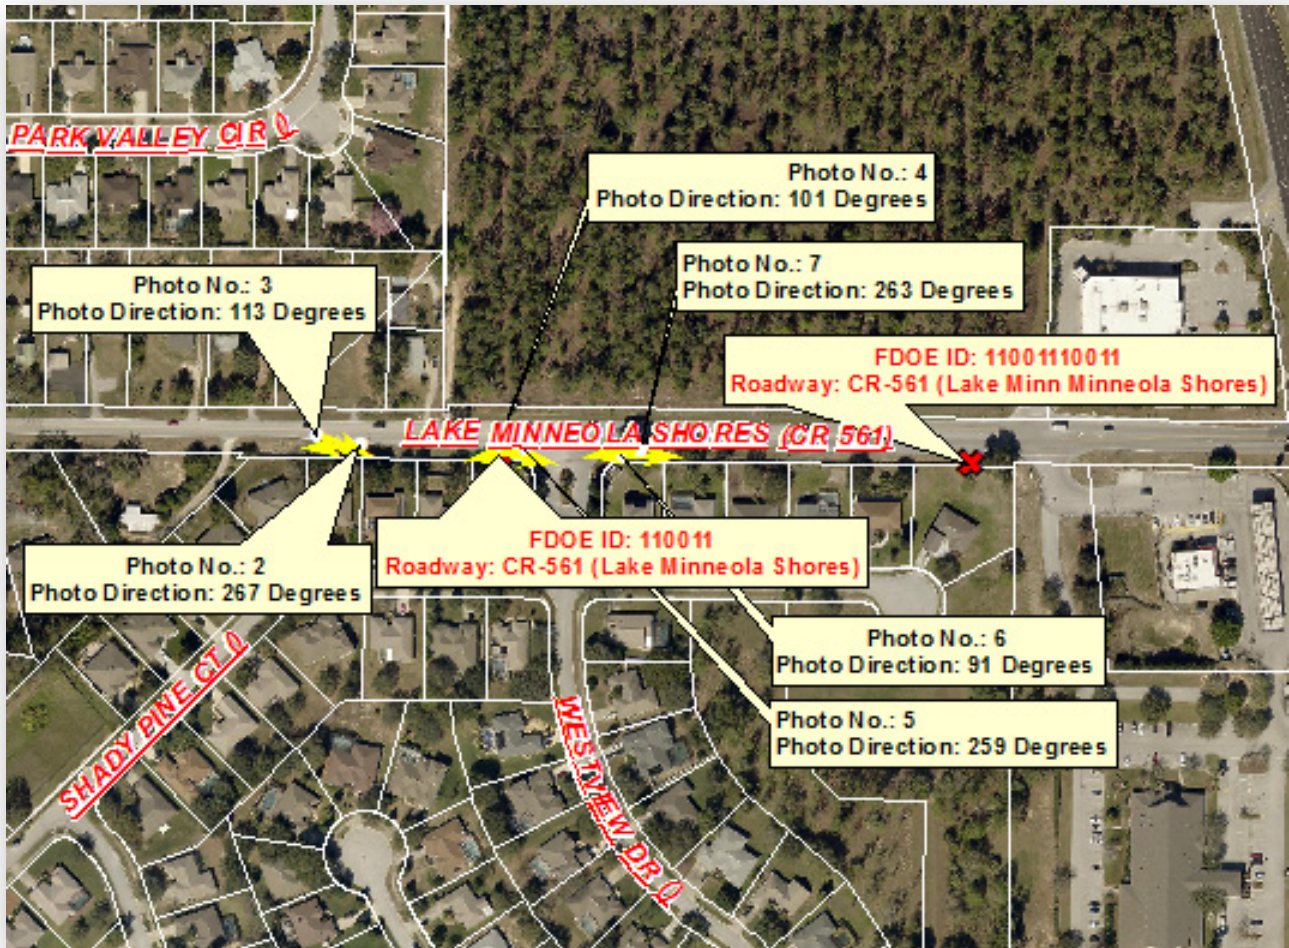 PARK VALLEY CIR
Photo No.: 4
Photo Direction: 101 Degrees
Photo No.: 7
Photo Direction: 263 Degrees
Photo No.: 3
Photo Direction: 113 Degrees
FDOE ID: 11001110011
Roadway: CR-561 (Lake Minn Minneola Shores)
LAKE MINNEOLA SHORES (CR 561)
FDOE ID: 110011
Roadway: CR-561 (Lake Minneola Shores)
Photo No.: 2
Photo Direction: 267 Degrees
Photo No.: 6
Photo Direction: 91 Degrees
Photo No.: 5
Photo Direction: 259 Degrees
SHADY PINE CT
WESTVIEW DR